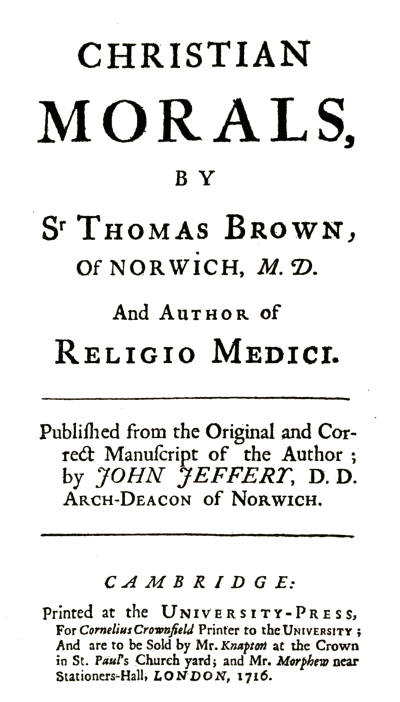 CHRISTIAN
MORALS,
BY
Sr THOMAS BROWN,
Of NORWICH, M. D.
And AUTHOR of
RELIGIO MEDICI.
Publiſhed from the Original and Cor-
rect Manuſcript of the Author ;
by JOHN JEFFERY, D. D.
ARCH-DEACON of NORWICH.
CAMBRIDGE:
Printed at the UNIVERSITY-PRESS,
For Cornelius Crownfield Printer to the UNIVERSITY ;
And are to be Sold by Mr. Knapton at the Crown
in St. Paul's Church yard; and Mr. Morphew near
Stationers-Hall, LONDON, 1716.